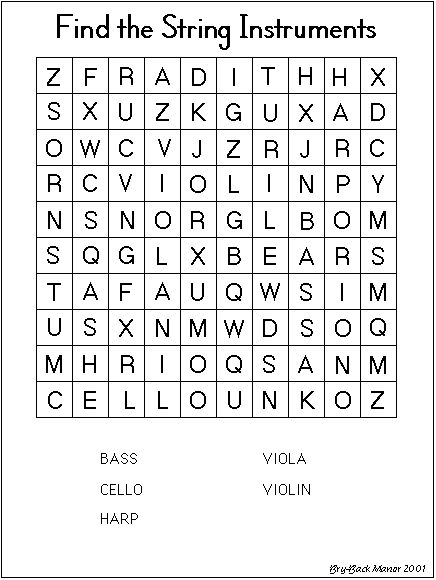 Find the String Instruments
Z F R A D I T H H X
S X U Z K G U X A D
O W C V J Z R J R C
R C V I O L I N P Y
N S N O R G L B O M
S Q G L X B E A R S
T A F A U Q W S I M
U S X N M W D S O Q
M H R I O Q S A N M
C E L L O U N K O Z
BASS VIOLA
CELLO VIOLIN
HARP
Bry-Back Manor 2001